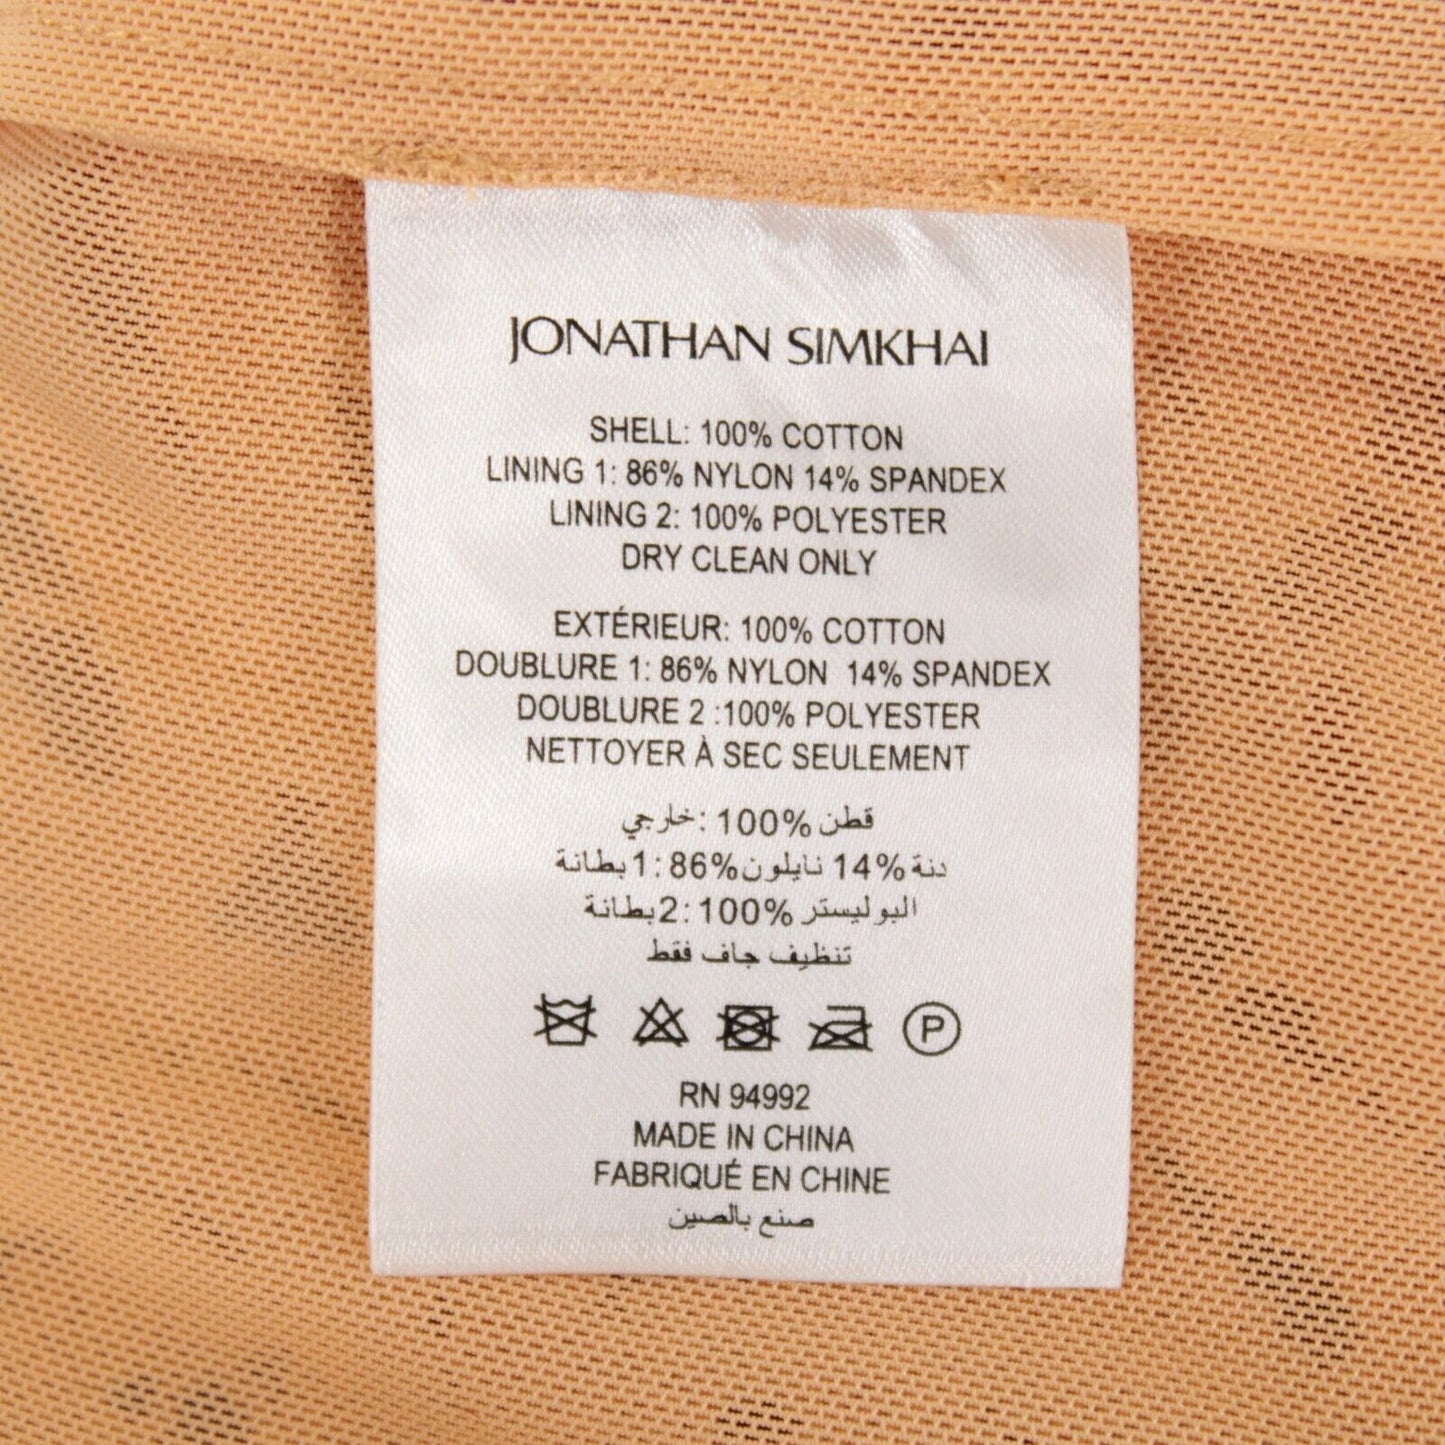 JONATHAN SIMKHAI
SHELL: 100% COTTON
LINING 1: 86% NYLON 14% SPANDEX
LINING 2: 100% POLYESTER
DRY CLEAN ONLY
EXTÉRIEUR: 100% COTTON
DOUBLURE 1: 86% NYLON 14% SPANDEX
DOUBLURE 2 :100% POLYESTER
NETTOYER À SEC SEULEMENT
قطن 100% :خارجي
دنة 14% نايلون 86% :1بطانة
البوليستر 100% :2بطانة
تنظيف جاف فقط
P
RN 94992
MADE IN CHINA
FABRIQUÉ EN CHINE
صنع بالصين